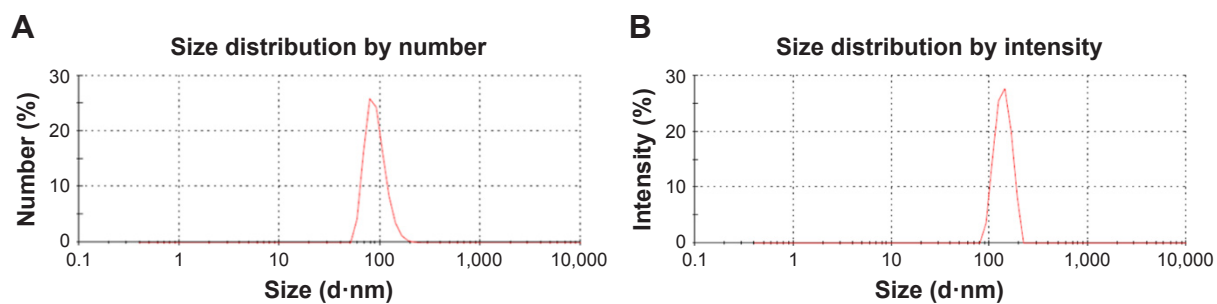 A
Size distribution by number
30
20
10
0
Number (%)
0.1 1 10 100 1,000 10,000
Size (d·nm)
B
Size distribution by intensity
30
20
10
0
Intensity (%)
0.1 1 10 100 1,000 10,000
Size (d·nm)